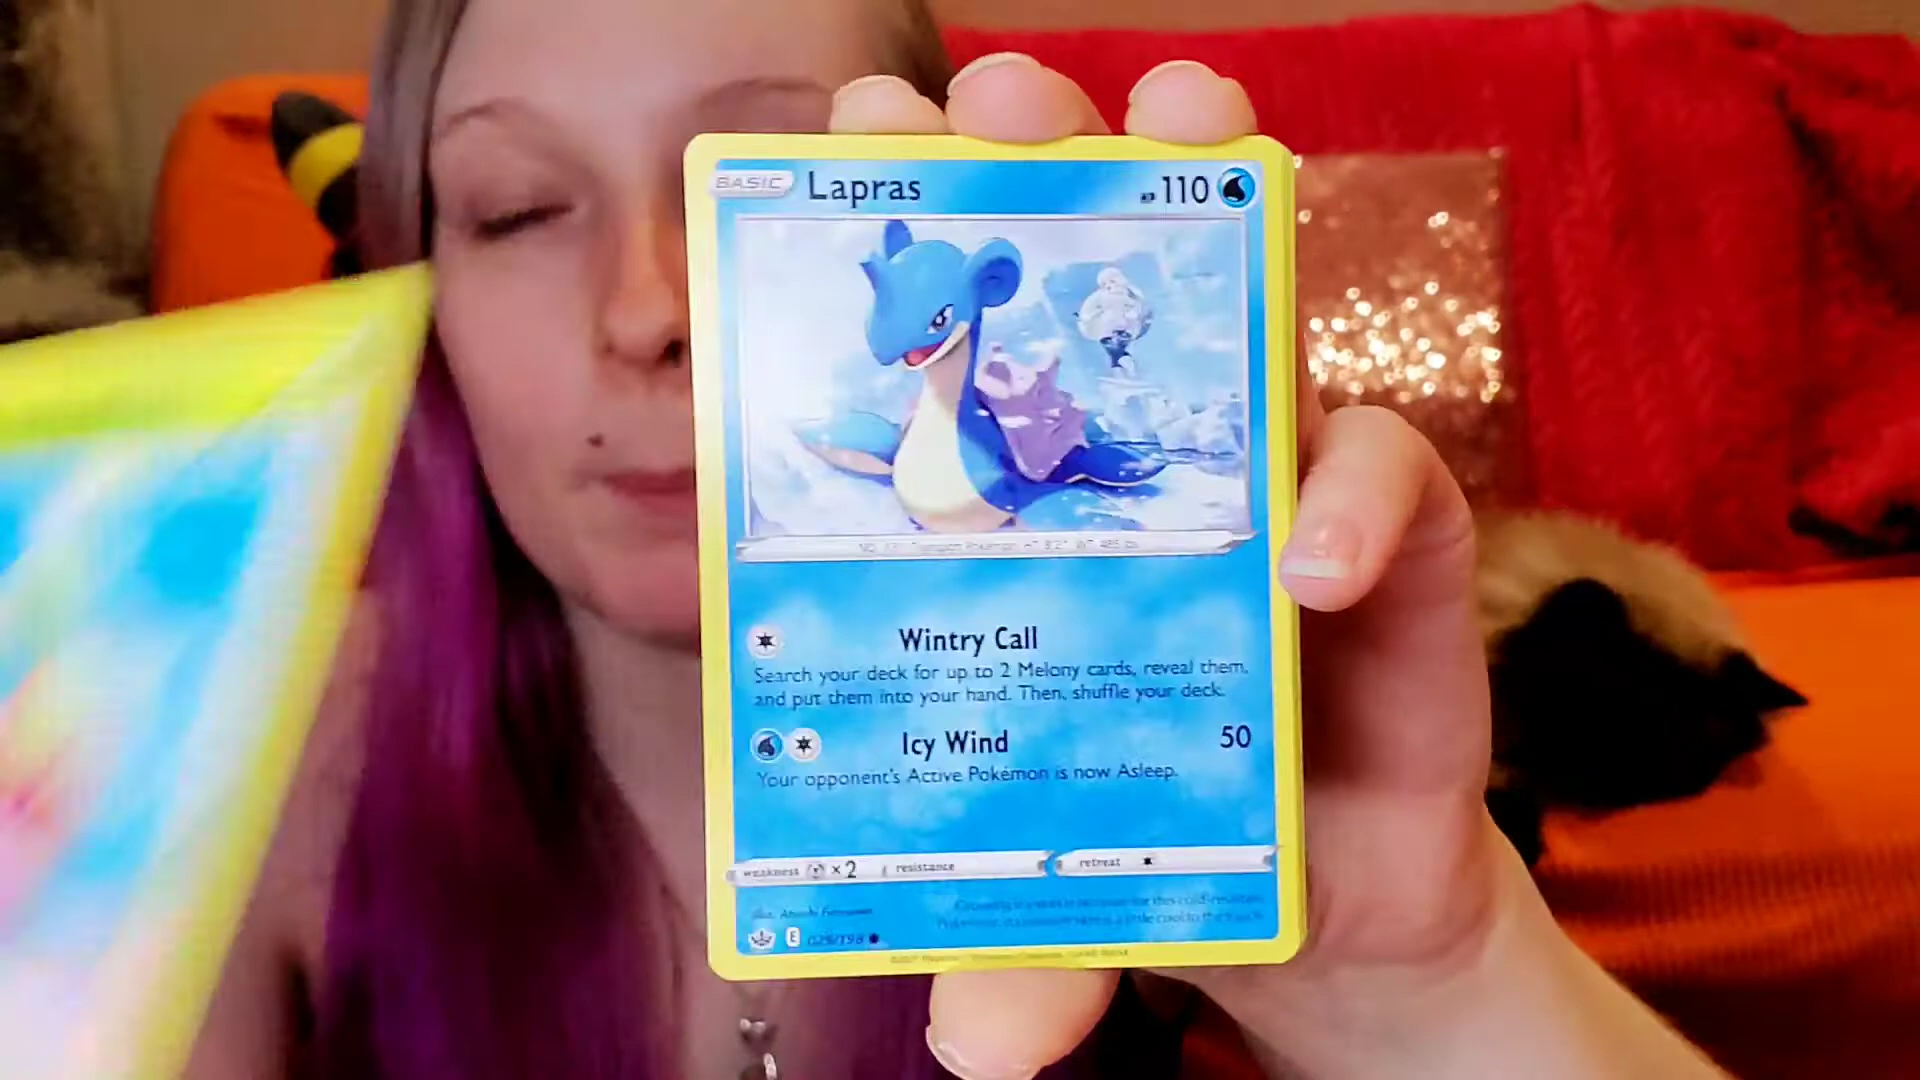 BASIC Lapras HP 110
Wintry Call
Search your deck for up to 2 Melony cards, reveal them,
and put them into your hand. Then, shuffle your deck.
Icy Wind 50
Your opponent's Active Pokémon is now Asleep.
weakness ×2 resistance
retreat
E